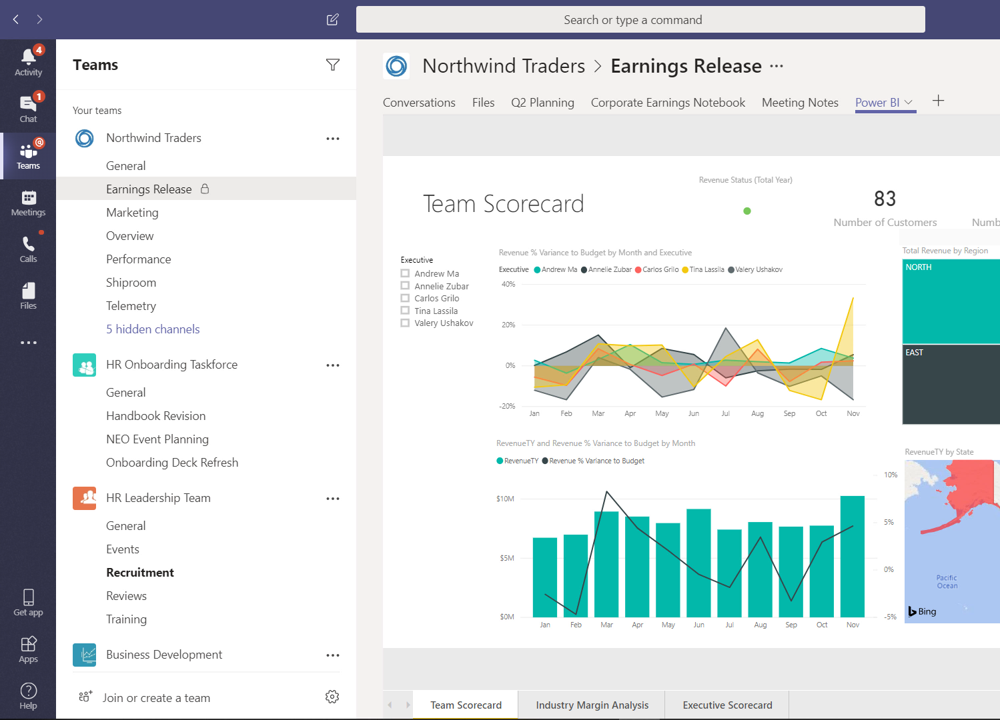 Search or type a command
4
Activity
1
Chat
@
Teams
Meetings
Calls
Files
Get app
Apps
Help
Teams
Your teams
Northwind Traders
General
Earnings Release
Marketing
Overview
Performance
Shiproom
Telemetry
5 hidden channels
HR Onboarding Taskforce
General
Handbook Revision
NEO Event Planning
Onboarding Deck Refresh
HR Leadership Team
General
Events
Recruitment
Reviews
Training
Business Development
Join or create a team
Northwind Traders > Earnings Release
Conversations Files Q2 Planning Corporate Earnings Notebook Meeting Notes Power BI
Team Scorecard
Revenue Status (Total Year)
83
Number of Customers
Numb
Executive
Andrew Ma
Annelie Zubar
Carlos Grilo
Tina Lassila
Valery Ushakov
Revenue % Variance to Budget by Month and Executive
Executive Andrew Ma Annelie Zubar Carlos Grilo Tina Lassila Valery Ushakov
40%
20%
0%
-20%
Jan Feb Mar Apr May Jun Jul Aug Sep Oct Nov
Total Revenue by Region
NORTH
EAST
RevenueTY and Revenue % Variance to Budget by Month
RevenueTY Revenue % Variance to Budget
$10M
$5M
$0M
10%
5%
0%
-5%
Jan Feb Mar Apr May Jun Jul Aug Sep Oct Nov
RevenueTY by State
Pacific
Ocean
Bing
Team Scorecard Industry Margin Analysis Executive Scorecard